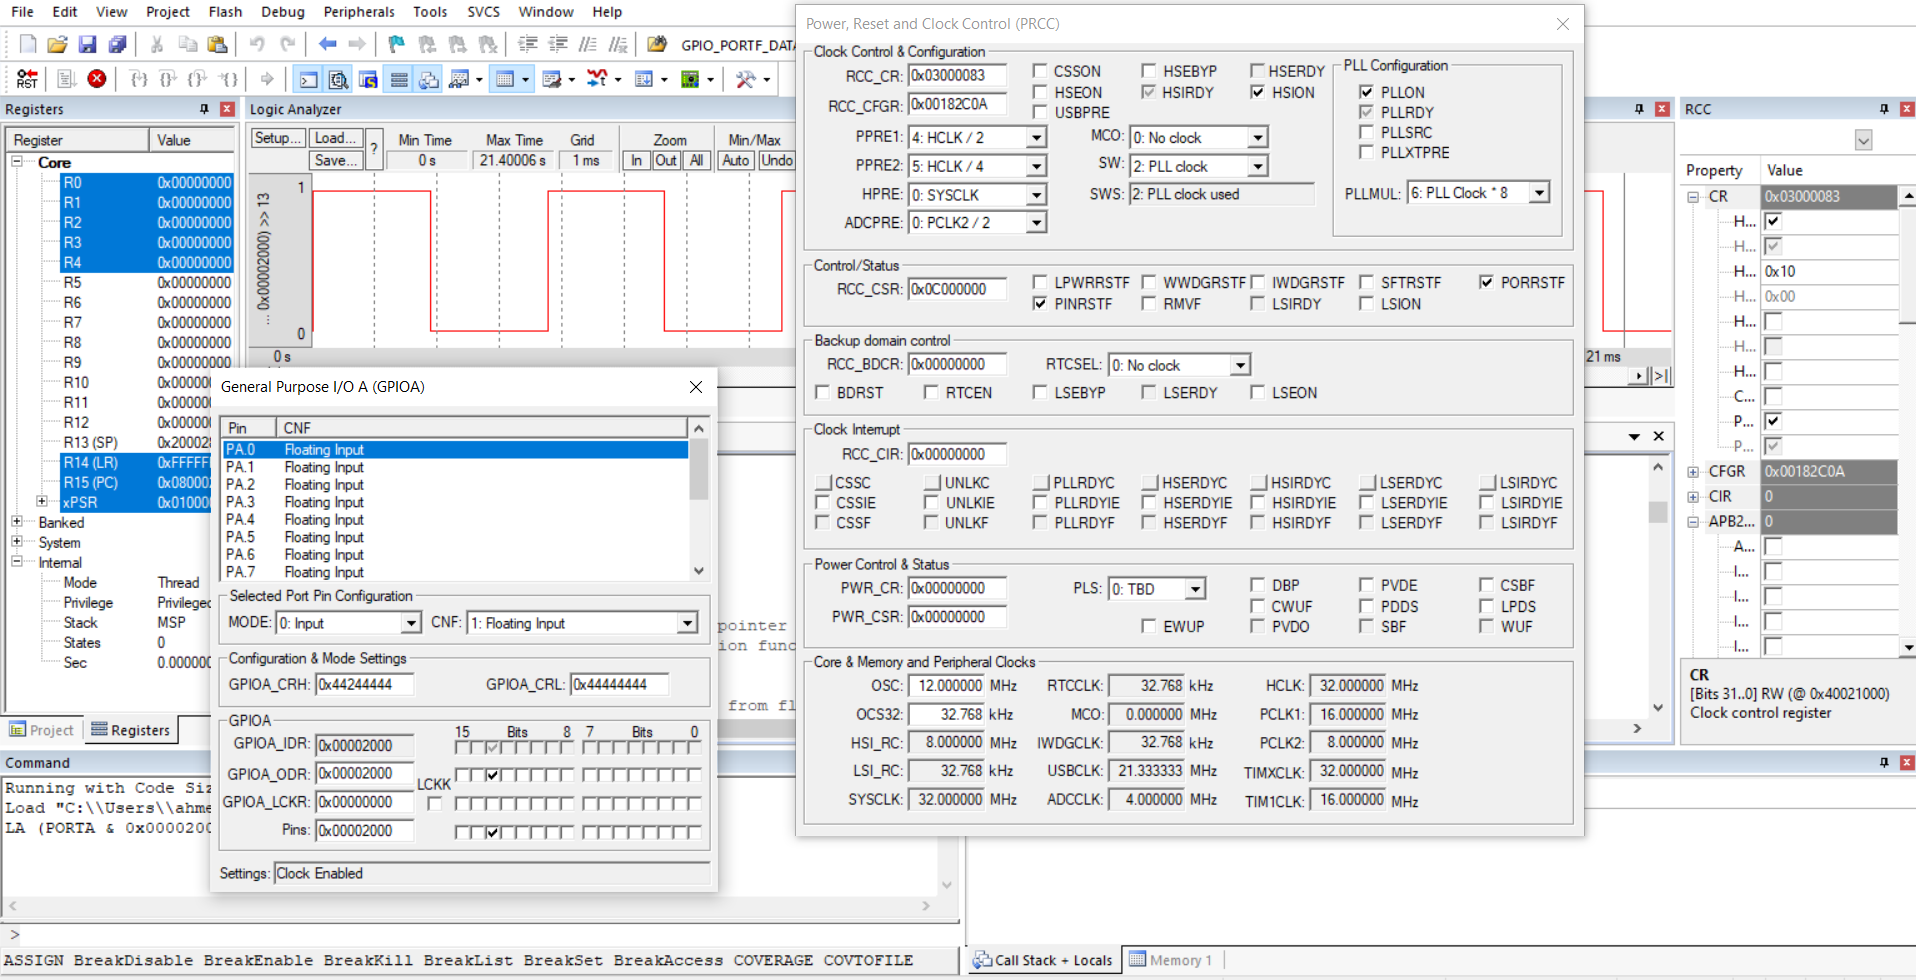 File Edit View Project Flash Debug Peripherals Tools SVCS Window Help
GPIO_PORTF_DATA
RST
Registers
Register Value
Core
R0 0x00000000
R1 0x00000000
R2 0x00000000
R3 0x00000000
R4 0x00000000
R5 0x00000000
R6 0x00000000
R7 0x00000000
R8 0x00000000
R9 0x00000000
R10 0x00000
R11 0x00000
R12 0x00000
R13 (SP) 0x20002
R14 (LR) 0xFFFFF
R15 (PC) 0x08000
xPSR 0x01000
Banked
System
Internal
Mode Thread
Privilege Privileged
Stack MSP
States 0
Sec 0.000000
Project Registers
Logic Analyzer
Setup... Load... Save... ?
Min Time Max Time Grid Zoom Min/Max
0 s 21.40006 s 1 ms In Out All Auto Undo
1
... 0x00002000) >> 13
0
0 s
21 ms
General Purpose I/O A (GPIOA)
Pin CNF
PA.0 Floating Input
PA.1 Floating Input
PA.2 Floating Input
PA.3 Floating Input
PA.4 Floating Input
PA.5 Floating Input
PA.6 Floating Input
PA.7 Floating Input
Selected Port Pin Configuration
MODE: 0: Input CNF: 1: Floating Input
Configuration & Mode Settings
GPIOA_CRH: 0x44244444 GPIOA_CRL: 0x44444444
GPIOA
15 Bits 8 7 Bits 0
GPIOA_IDR: 0x00002000
GPIOA_ODR: 0x00002000
LCKK
GPIOA_LCKR: 0x00000000
Pins: 0x00002000
Settings: Clock Enabled
pointer
ion func
from fl
Power, Reset and Clock Control (PRCC)
Clock Control & Configuration
RCC_CR: 0x03000083 CSSON HSEBYP HSERDY
HSEON HSIRDY HSION
RCC_CFGR: 0x00182C0A USBPRE
PPRE1: 4: HCLK / 2 MCO: 0: No clock
PPRE2: 5: HCLK / 4 SW: 2: PLL clock
HPRE: 0: SYSCLK SWS: 2: PLL clock used
ADCPRE: 0: PCLK2 / 2
PLL Configuration
PLLON
PLLRDY
PLLSRC
PLLXTPRE
PLLMUL: 6: PLL Clock * 8
Control/Status
RCC_CSR: 0x0C000000 LPWRRSTF WWDGRSTF IWDGRSTF SFTRSTF PORRSTF
PINRSTF RMVF LSIRDY LSION
Backup domain control
RCC_BDCR: 0x00000000 RTCSEL: 0: No clock
BDRST RTCEN LSEBYP LSERDY LSEON
Clock Interrupt
RCC_CIR: 0x00000000
CSSC UNLKC PLLRDYC HSERDYC HSIRDYC LSERDYC LSIRDYC
CSSIE UNLKIE PLLRDYIE HSERDYIE HSIRDYIE LSERDYIE LSIRDYIE
CSSF UNLKF PLLRDYF HSERDYF HSIRDYF LSERDYF LSIRDYF
Power Control & Status
PWR_CR: 0x00000000 PLS: 0: TBD DBP PVDE CSBF
CWUF PDDS LPDS
PWR_CSR: 0x00000000 EWUP PVDO SBF WUF
Core & Memory and Peripheral Clocks
OSC: 12.000000 MHz RTCCLK: 32.768 kHz HCLK: 32.000000 MHz
OCS32: 32.768 kHz MCO: 0.000000 MHz PCLK1: 16.000000 MHz
HSI_RC: 8.000000 MHz IWDGCLK: 32.768 kHz PCLK2: 8.000000 MHz
LSI_RC: 32.768 kHz USBCLK: 21.333333 MHz TIMXCLK: 32.000000 MHz
SYSCLK: 32.000000 MHz ADCCLK: 4.000000 MHz TIM1CLK: 16.000000 MHz
RCC
Property Value
CR 0x03000083
H...
H...
H... 0x10
H... 0x00
H...
H...
H...
C...
P...
P...
CFGR 0x00182C0A
CIR 0
APB2... 0
A...
I...
I...
I...
I...
CR
[Bits 31..0] RW (@ 0x40021000)
Clock control register
Command
Running with Code Siz
Load "C:\\Users\\ahme
LA (PORTA & 0x0000200
>
ASSIGN BreakDisable BreakEnable BreakKill BreakList BreakSet BreakAccess COVERAGE COVTOFILE
Call Stack + Locals Memory 1